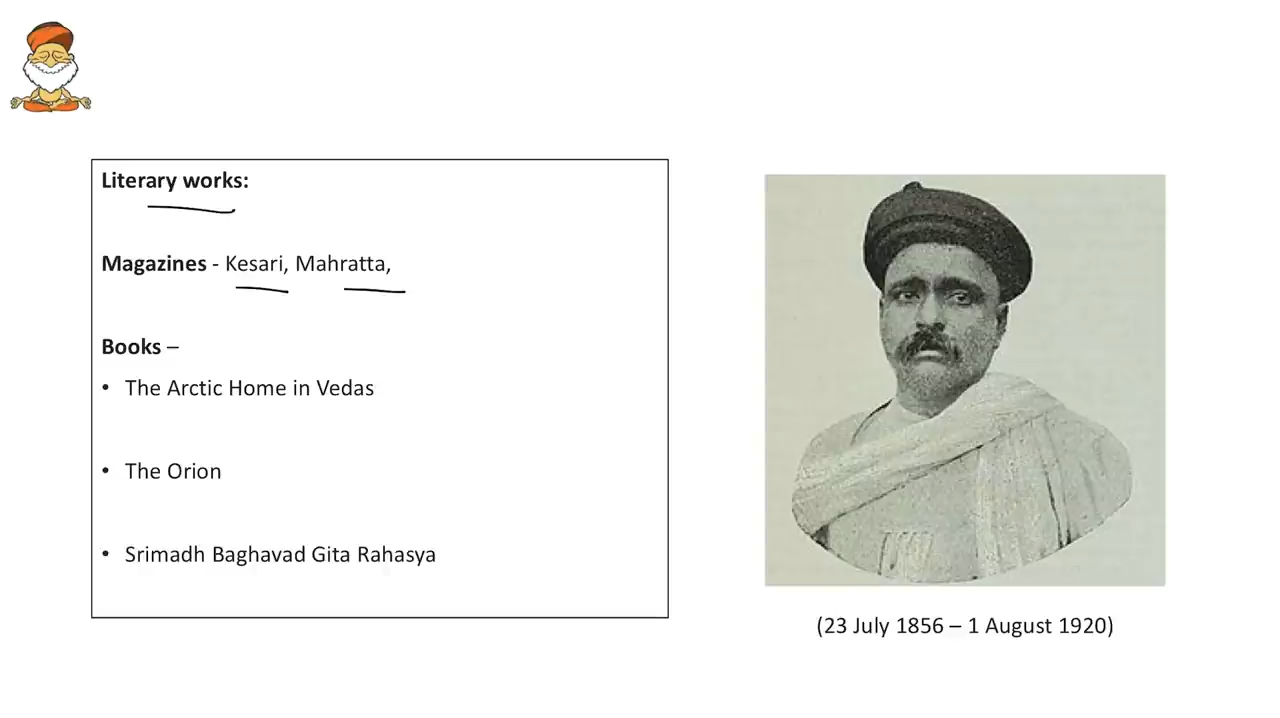 Literary works:
Magazines - Kesari, Mahratta,
Books –
• The Arctic Home in Vedas
• The Orion
• Srimadh Baghavad Gita Rahasya
(23 July 1856 – 1 August 1920)